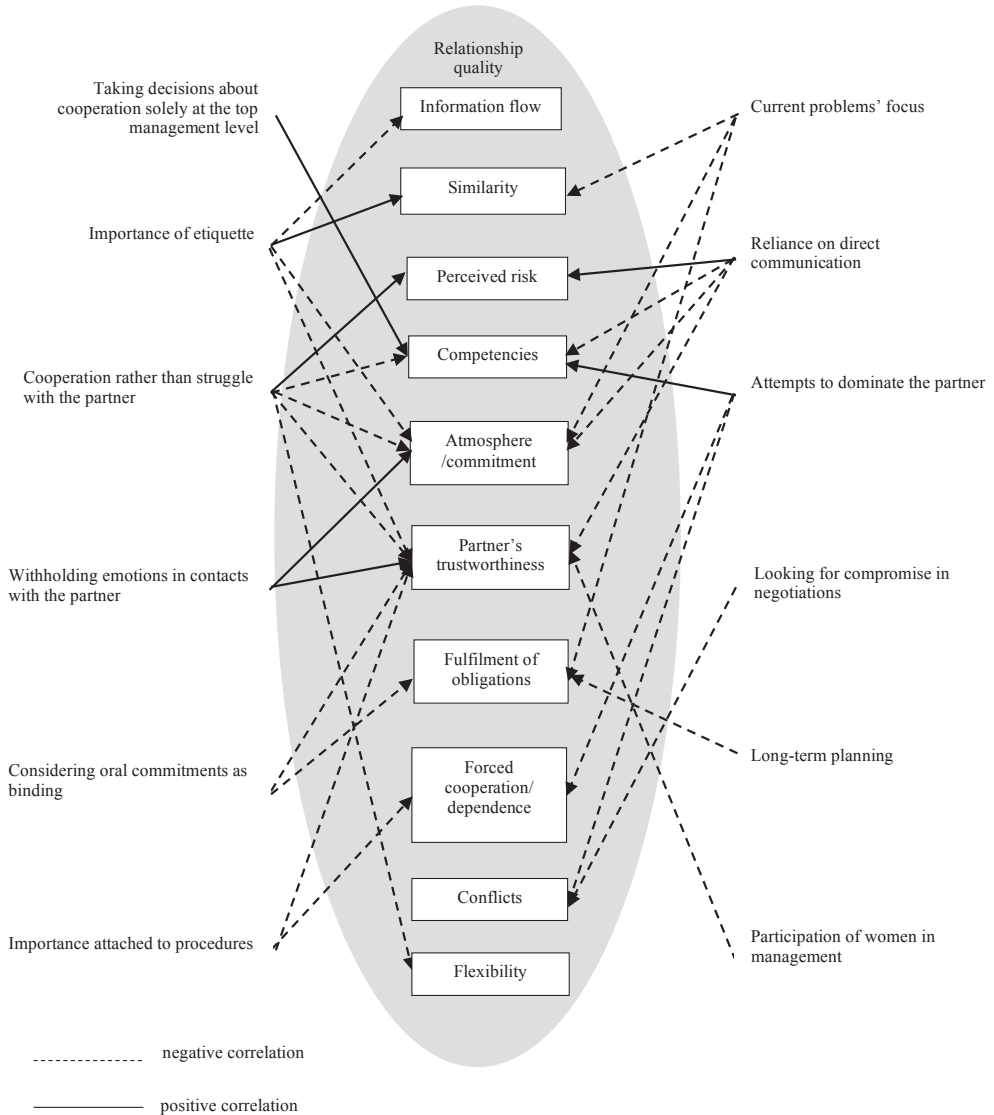 Relationship
quality
Information flow
Similarity
Perceived risk
Competencies
Atmosphere
/commitment
Partner's
trustworthiness
Fulfilment of
obligations
Forced
cooperation/
dependence
Conflicts
Flexibility
Taking decisions about
cooperation solely at the top
management level
Importance of etiquette
Cooperation rather than struggle
with the partner
Withholding emotions in contacts
with the partner
Considering oral commitments as
binding
Importance attached to procedures
Current problems' focus
Reliance on direct
communication
Attempts to dominate the partner
Looking for compromise in
negotiations
Long-term planning
Participation of women in
management
negative correlation
positive correlation